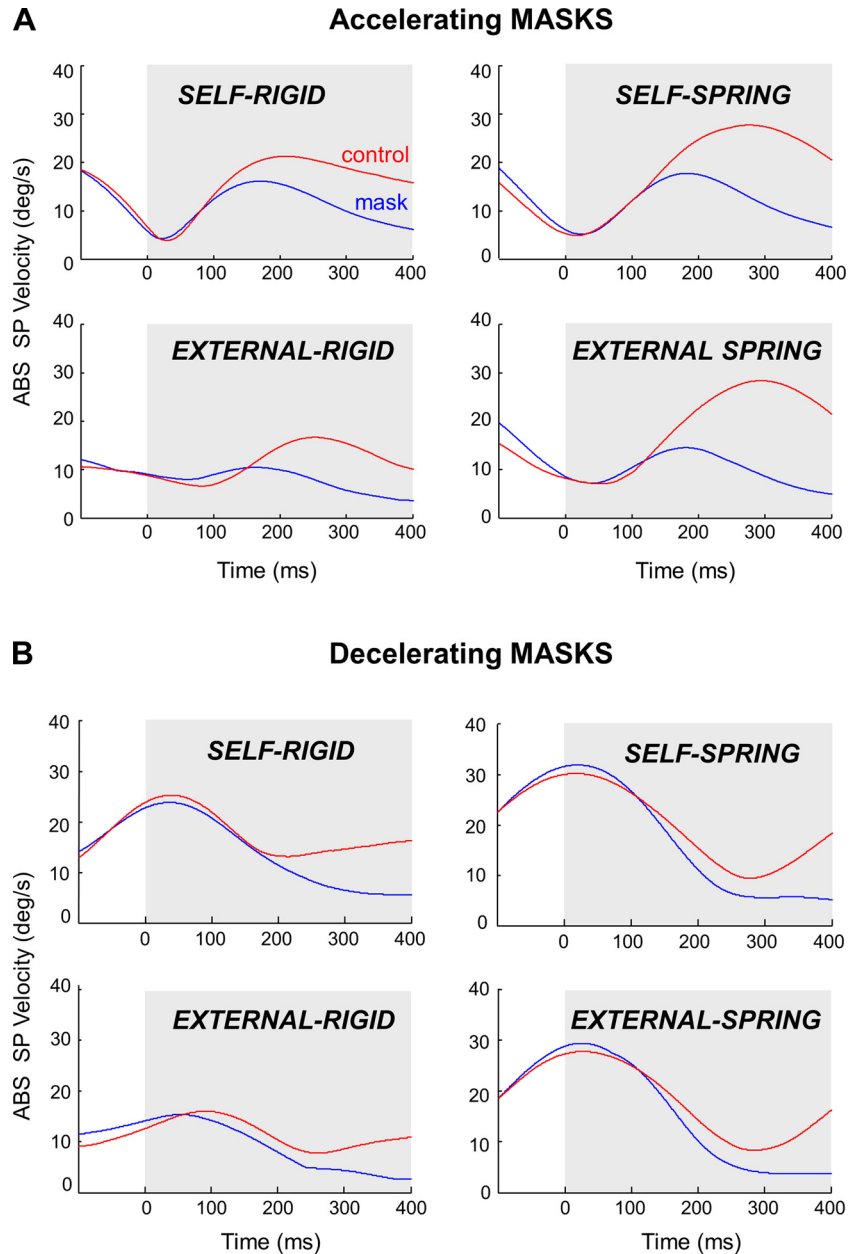 A
Accelerating MASKS
ABS SP Velocity (deg/s)
40
30
20
10
0
SELF-RIGID
control
mask
0 100 200 300 400
40
30
20
10
0
SELF-SPRING
0 100 200 300 400
40
30
20
10
0
EXTERNAL-RIGID
0 100 200 300 400
Time (ms)
40
30
20
10
0
EXTERNAL SPRING
0 100 200 300 400
Time (ms)
B
Decelerating MASKS
ABS SP Velocity (deg/s)
40
30
20
10
0
SELF-RIGID
0 100 200 300 400
40
30
20
10
0
SELF-SPRING
0 100 200 300 400
40
30
20
10
0
EXTERNAL-RIGID
0 100 200 300 400
Time (ms)
40
30
20
10
0
EXTERNAL-SPRING
0 100 200 300 400
Time (ms)